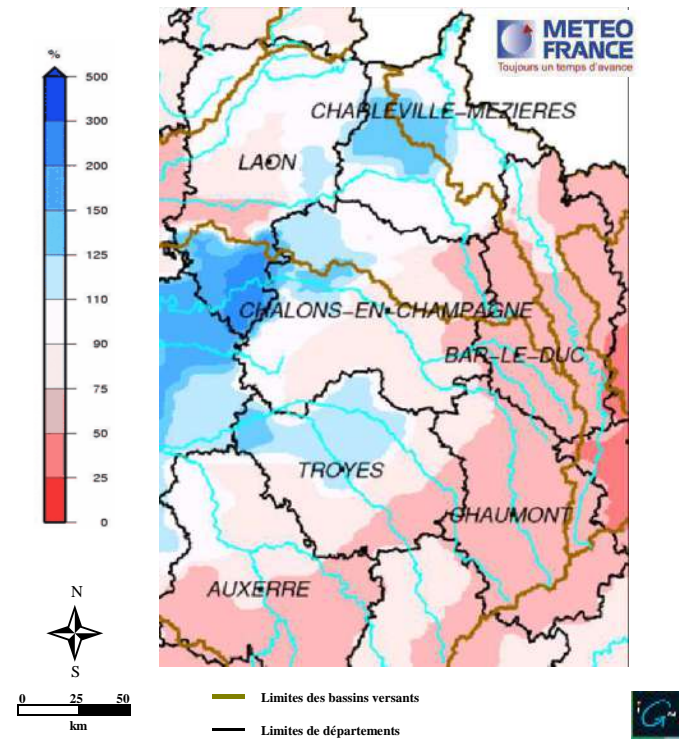 METEO
FRANCE
Toujours un temps d'avance
%
500
300
200
150
125
110
90
75
50
25
0
CHARLEVILLE-MEZIERES
LAON
CHALONS-EN-CHAMPAGNE
BAR-LE-DUC
TROYES
CHAUMONT
AUXERRE
N
S
0 25 50
km
Limites des bassins versants
Limites de départements